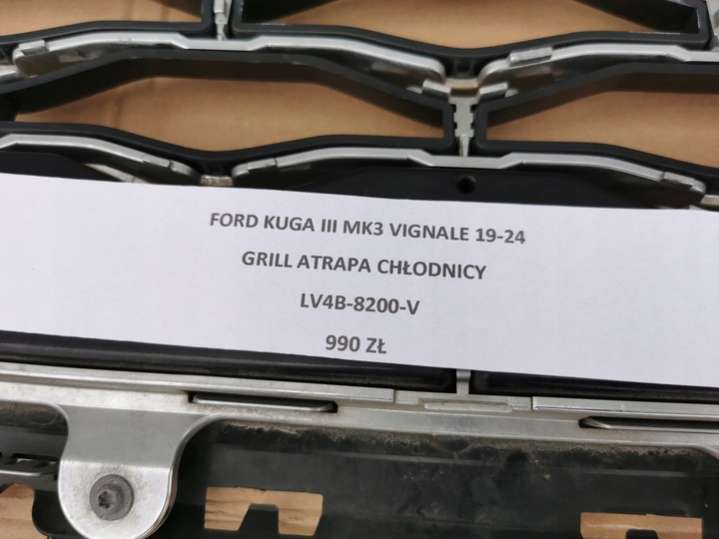 FORD KUGA III MK3 VIGNALE 19-24
GRILL ATRAPA CHŁODNICY
LV4B-8200-V
990 ZŁ